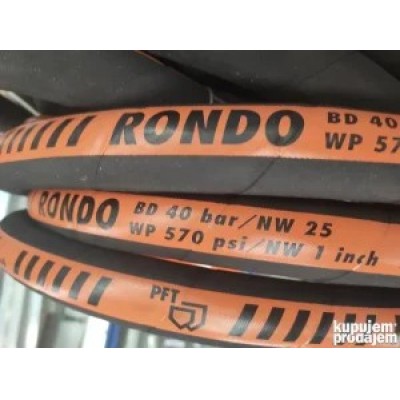 RONDO
BD 40
WP 57
RONDO
BD 40 bar/NW 25
WP 570 psi/NW 1 inch
PFT
kupujem
prodajem